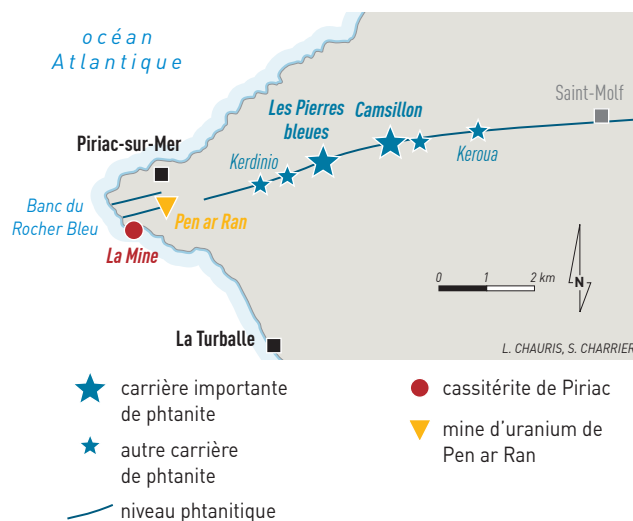 océan
Atlantique
Saint-Molf
Les Pierres
bleues
Camsillon
Piriac-sur-Mer
Kerdinio
Keroua
Banc du
Rocher Bleu
Pen ar Ran
La Mine
0 1 2 km
N
La Turballe
L. CHAURIS, S. CHARRIER
carrière importante
de phtanite
autre carrière
de phtanite
niveau phtanitique
cassitérite de Piriac
mine d'uranium de
Pen ar Ran